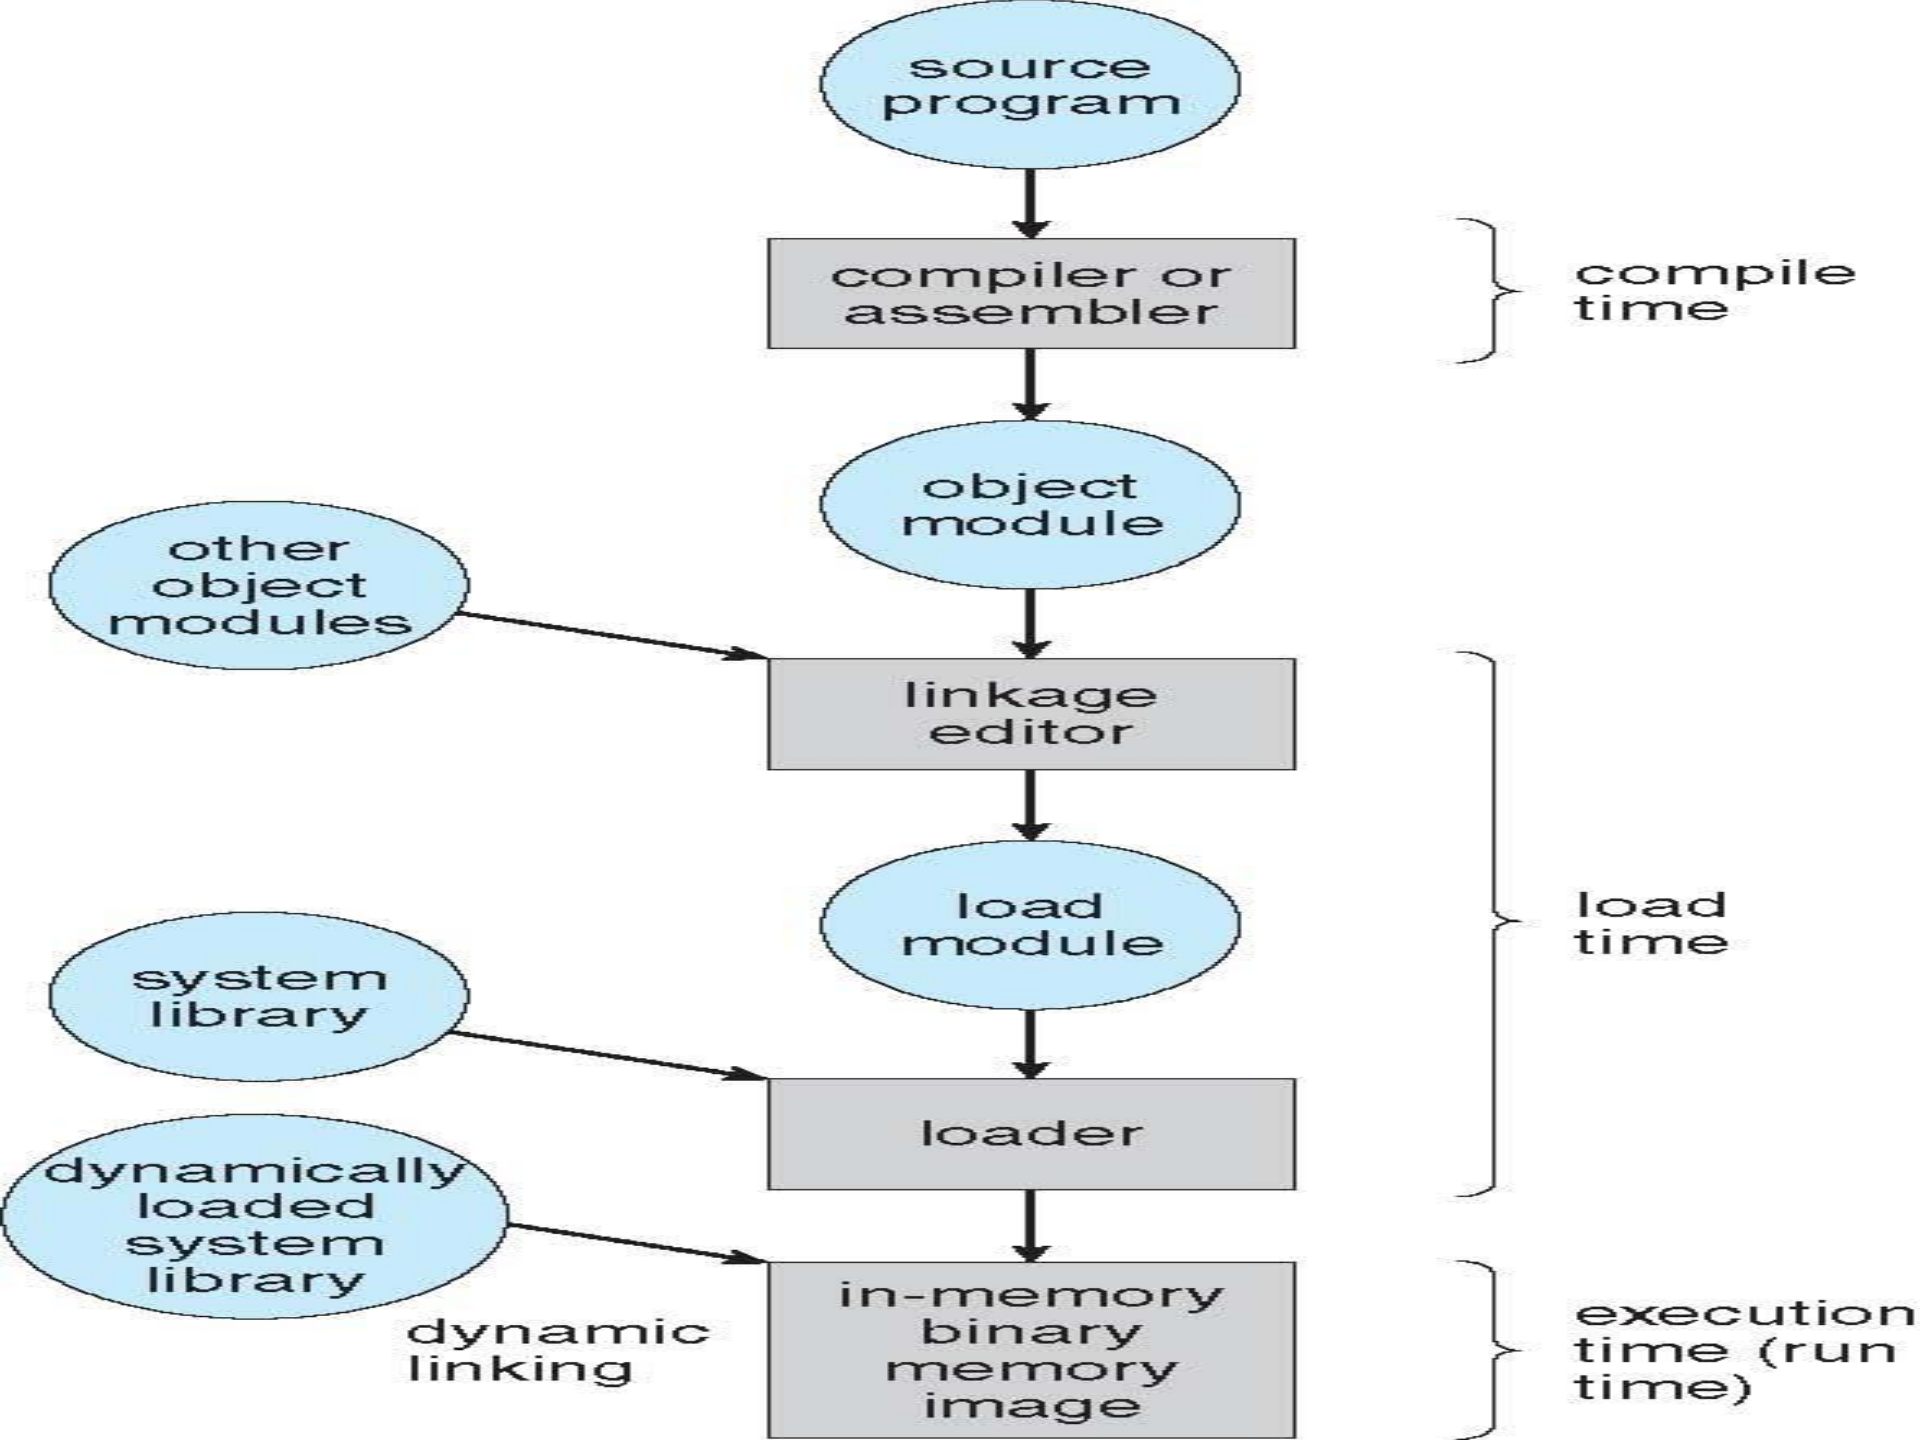 source
program
compiler or
assembler
compile
time
object
module
other
object
modules
linkage
editor
load
module
load
time
system
library
loader
dynamically
loaded
system
library
dynamic
linking
in-memory
binary
memory
image
execution
time (run
time)